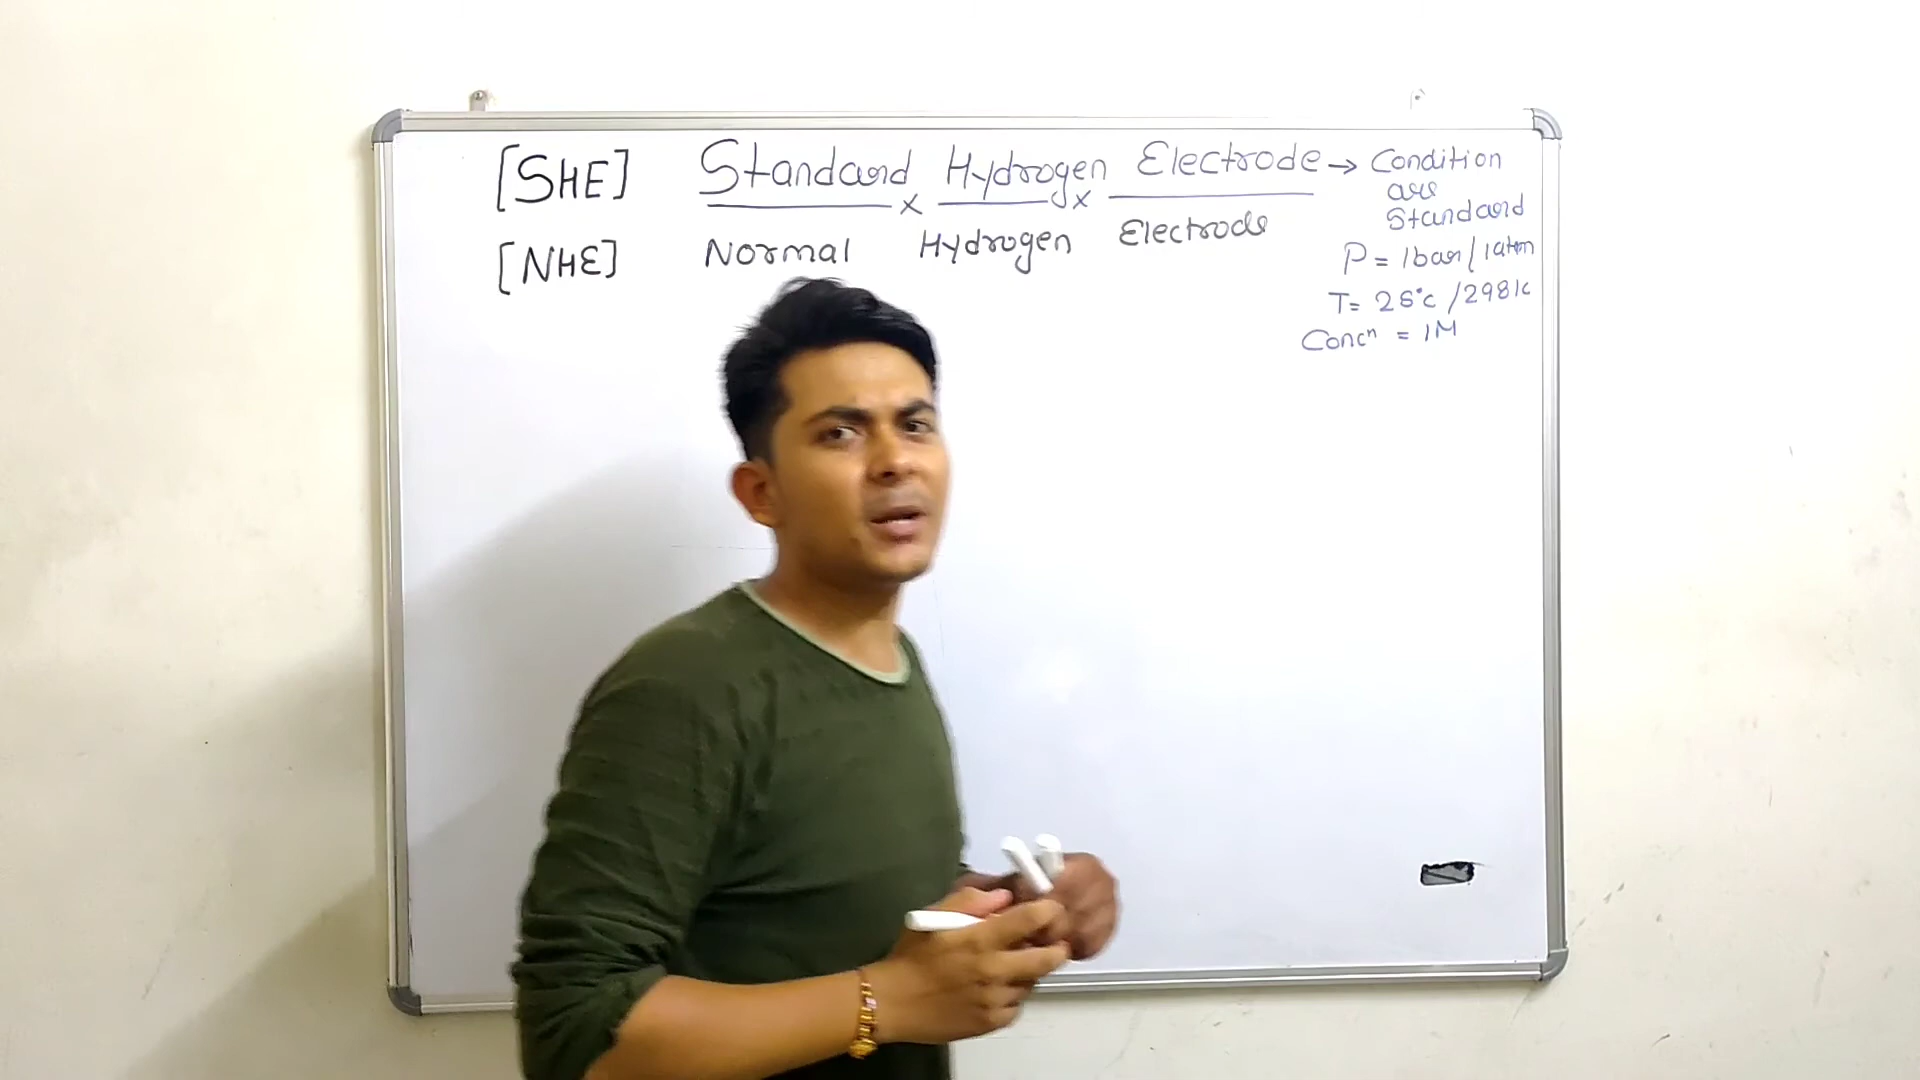 [SHE] Standard Hydrogen Electrode → Condition
are
Standard
[NHE] Normal Hydrogen Electrode
P = 1bar/1atm
T= 25°c /298k
Concⁿ = 1M